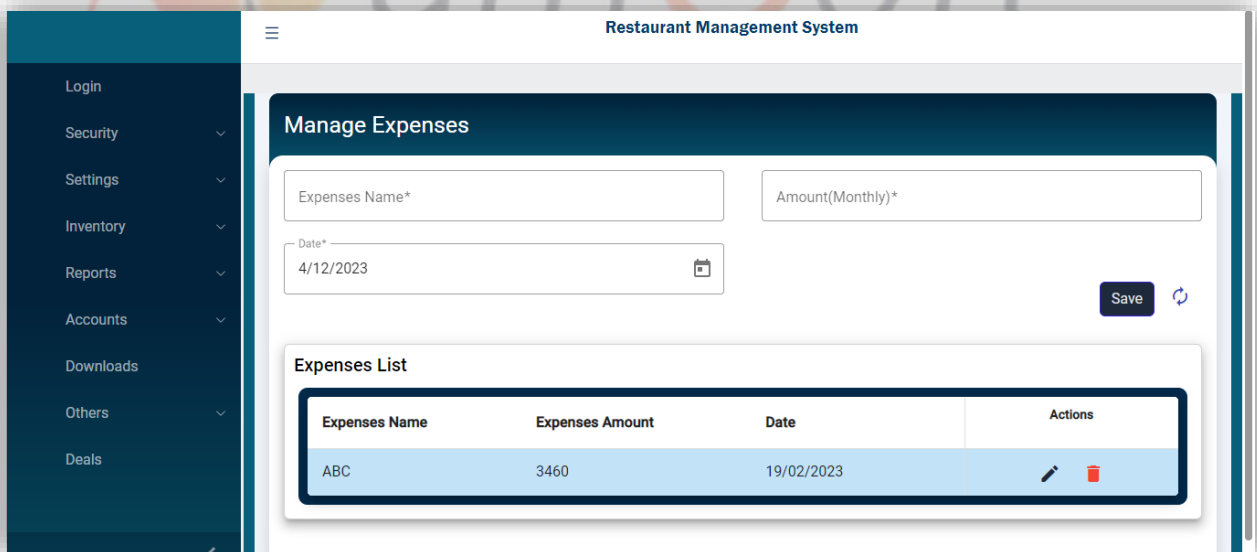 Restaurant Management System
Login
Security
Settings
Inventory
Reports
Accounts
Downloads
Others
Deals
Manage Expenses
Expenses Name*
Amount(Monthly)*
Date*
4/12/2023
Save
Expenses List
Expenses Name Expenses Amount Date Actions
ABC 3460 19/02/2023